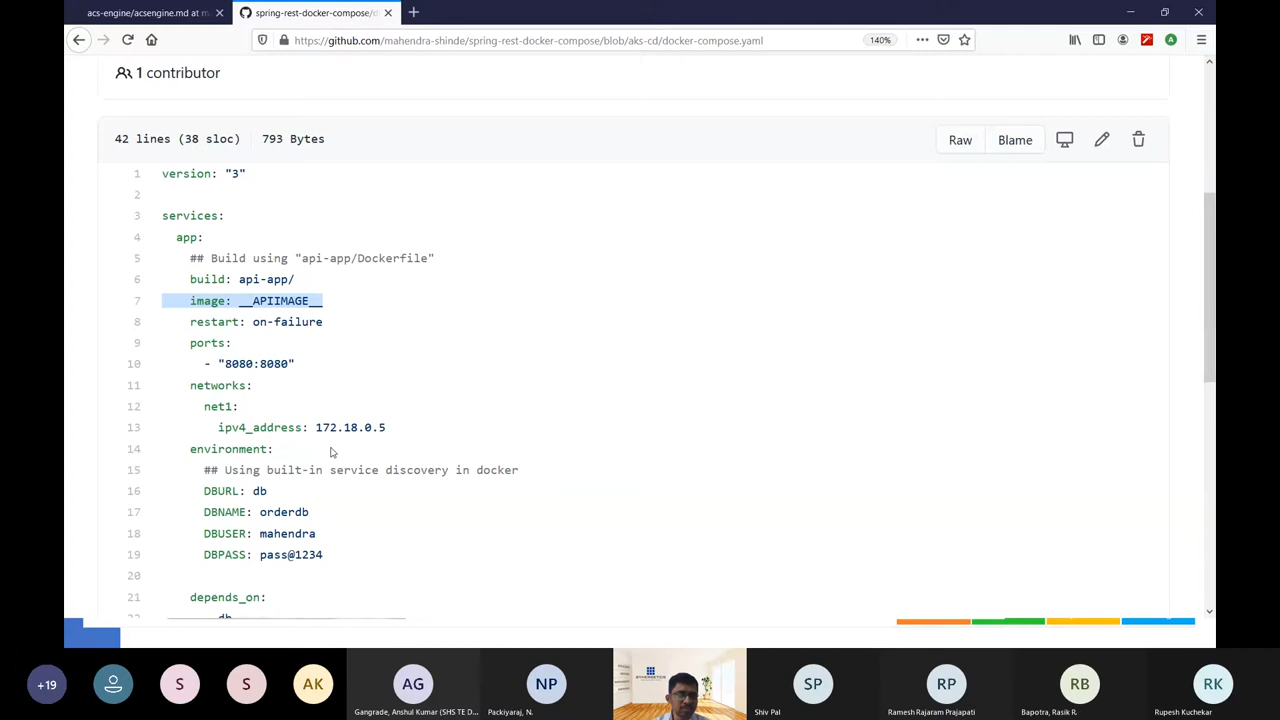 acs-engine/acsengine.md at m
spring-rest-docker-compose/d
https://github.com/mahendra-shinde/spring-rest-docker-compose/blob/aks-cd/docker-compose.yaml
140%
A
1 contributor
42 lines (38 sloc) 793 Bytes
Raw Blame
1 version: "3"
2
3 services:
4 app:
5 ## Build using "api-app/Dockerfile"
6 build: api-app/
7 image: __APIIMAGE__
8 restart: on-failure
9 ports:
10 - "8080:8080"
11 networks:
12 net1:
13 ipv4_address: 172.18.0.5
14 environment:
15 ## Using built-in service discovery in docker
16 DBURL: db
17 DBNAME: orderdb
18 DBUSER: mahendra
19 DBPASS: pass@1234
20
21 depends_on:
+19 S S AK AG NP SP RP RB RK
Gangrade, Anshul Kumar (SHS TE D... Packiyaraj, N. Shiv Pal Ramesh Rajaram Prajapati Bapotra, Rasik R. Rupesh Kuchekar